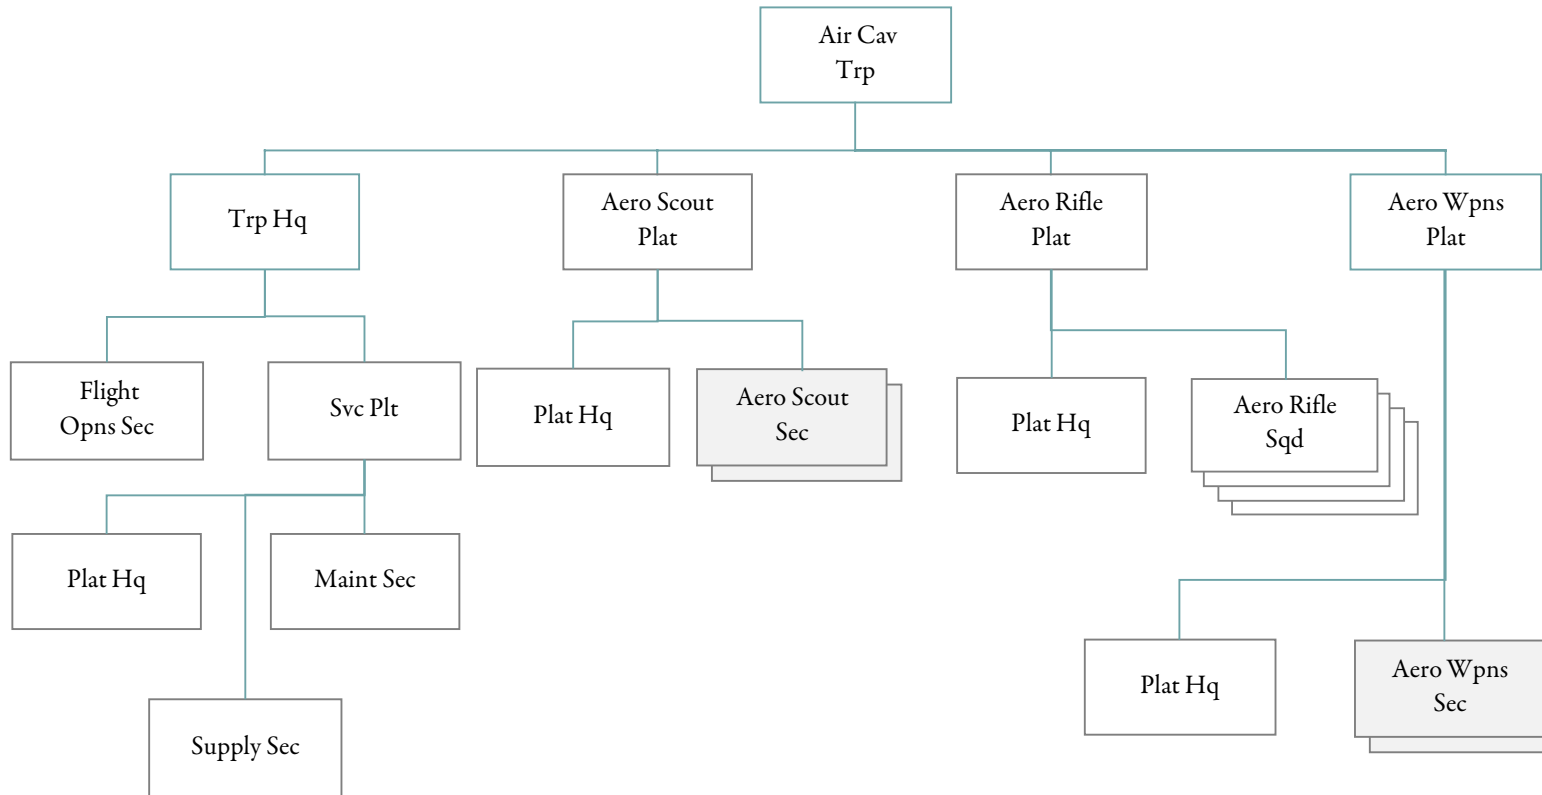 Air Cav
Trp
Trp Hq
Aero Scout
Plat
Aero Rifle
Plat
Aero Wpns
Plat
Flight
Opns Sec
Svc Plt
Plat Hq
Aero Scout
Sec
Plat Hq
Aero Rifle
Sqd
Plat Hq
Maint Sec
Supply Sec
Plat Hq
Aero Wpns
Sec